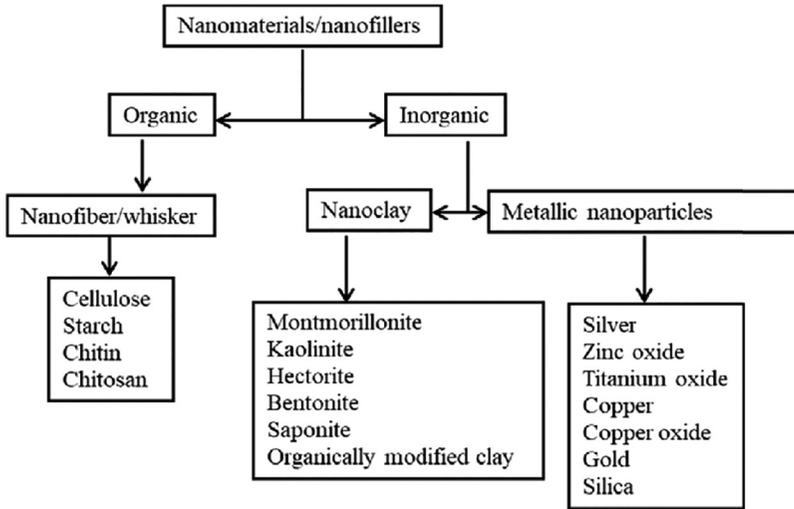 Nanomaterials/nanofillers
Organic
Inorganic
Nanofiber/whisker
Nanoclay
Metallic nanoparticles
Cellulose
Starch
Chitin
Chitosan
Montmorillonite
Kaolinite
Hectorite
Bentonite
Saponite
Organically modified clay
Silver
Zinc oxide
Titanium oxide
Copper
Copper oxide
Gold
Silica